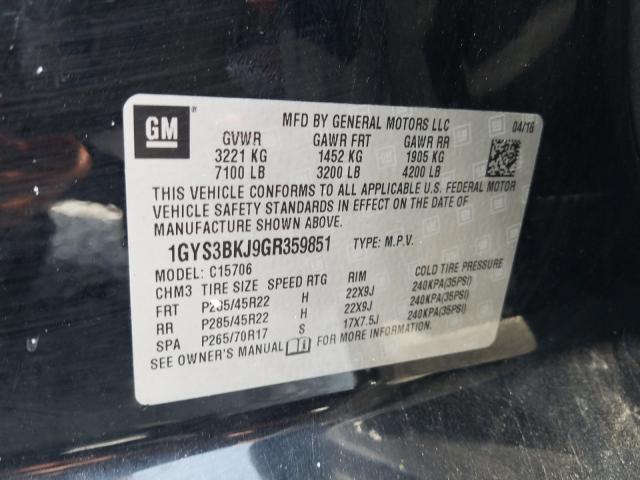 GM
MFD BY GENERAL MOTORS LLC 04/16
GVWR GAWR FRT GAWR RR
3221 KG 1452 KG 1905 KG
7100 LB 3200 LB 4200 LB
THIS VEHICLE CONFORMS TO ALL APPLICABLE U.S. FEDERAL MOTOR
VEHICLE SAFETY STANDARDS IN EFFECT ON THE DATE OF
MANUFACTURE SHOWN ABOVE.
1GYS3BKJ9GR359851 TYPE: M.P.V.
MODEL: C15706
CHM3 TIRE SIZE SPEED RTG RIM COLD TIRE PRESSURE
FRT P285/45R22 H 22X9J 240KPA(35PSI)
RR P285/45R22 H 22X9J 240KPA(35PSI)
SPA P265/70R17 S 17X7.5J 240KPA(35PSI)
SEE OWNER'S MANUAL FOR MORE INFORMATION.